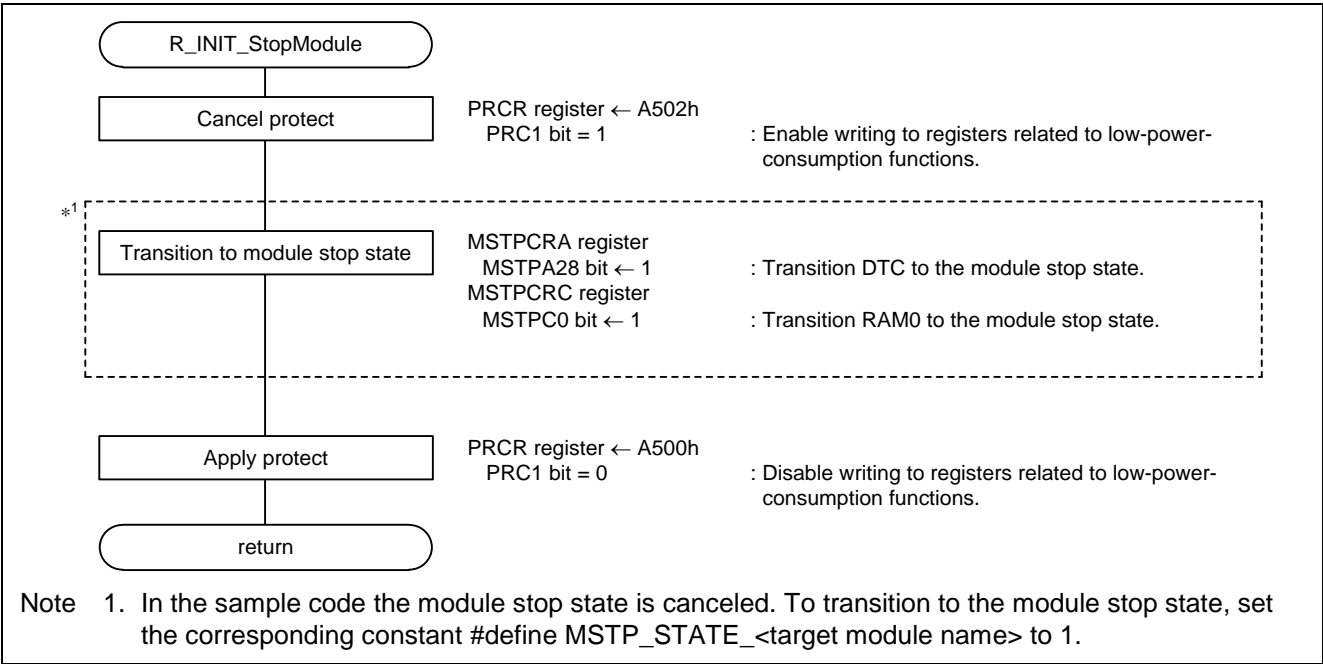 R_INIT_StopModule
Cancel protect
PRCR register ← A502h
PRC1 bit = 1 : Enable writing to registers related to low-power-
consumption functions.
*1
Transition to module stop state
MSTPCRA register
MSTPA28 bit ← 1 : Transition DTC to the module stop state.
MSTPCRC register
MSTPC0 bit ← 1 : Transition RAM0 to the module stop state.
Apply protect
PRCR register ← A500h
PRC1 bit = 0 : Disable writing to registers related to low-power-
consumption functions.
return
Note 1. In the sample code the module stop state is canceled. To transition to the module stop state, set
the corresponding constant #define MSTP_STATE_<target module name> to 1.